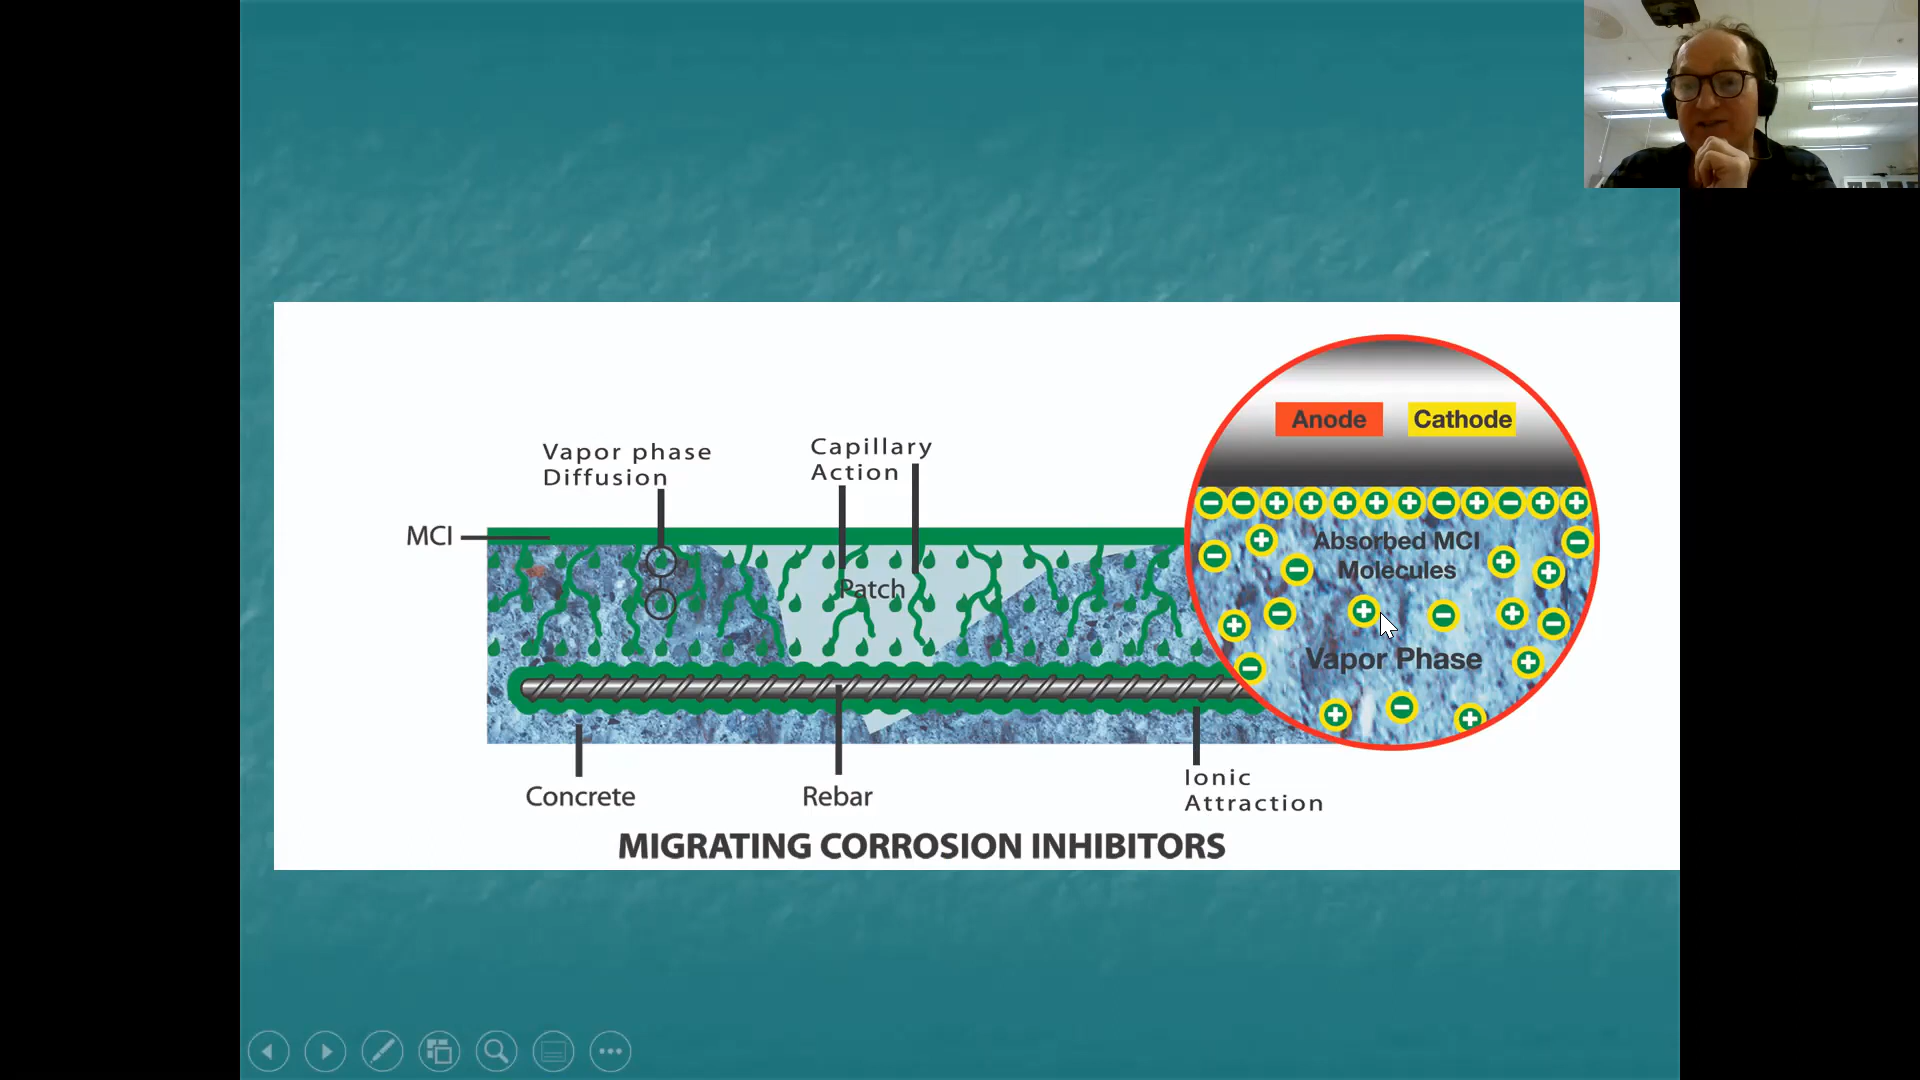 Vapor phase
Diffusion
Capillary
Action
MCI
Patch
Anode
Cathode
Absorbed MCI
Molecules
Vapor Phase
Concrete
Rebar
Ionic
Attraction
MIGRATING CORROSION INHIBITORS